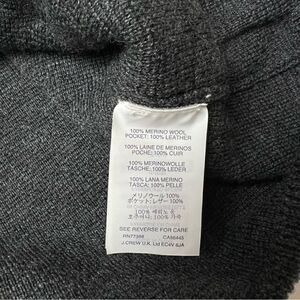 100% MERINO WOOL
POCKET: 100% LEATHER
100% LAINE DE MERINOS
POCHE: 100% CUIR
100% MERINOWOLLE
TASCHE: 100% LEDER
100% LANA MERINO
TASCA: 100% PELLE
メリノウール 100%
ポケット: レザー 100%
100%
100%
SEE REVERSE FOR CARE
RN77388 CA56445
J.CREW U.K. Ltd EC4V 6JA